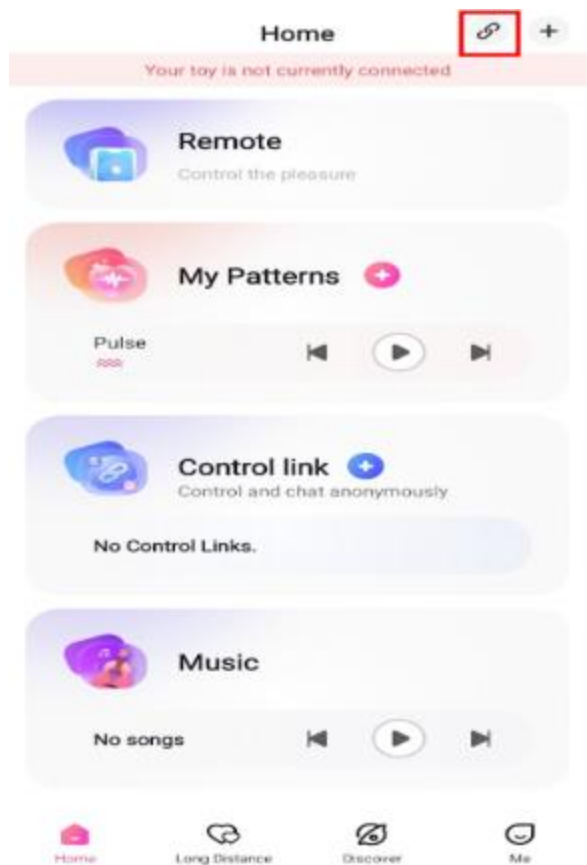 Home
Your toy is not currently connected
Remote
Control the pleasure
My Patterns
Pulse
Control link
Control and chat anonymously
No Control Links.
Music
No songs
Home
Long Distance
Discover
Me